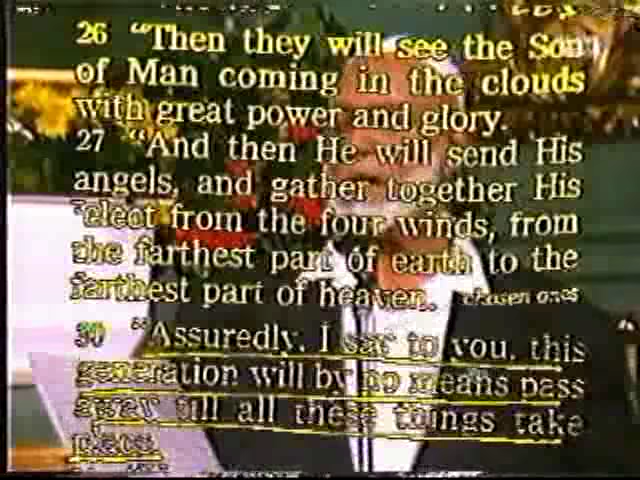 26 "Then they will see the Son
of Man coming in the clouds
with great power and glory.
27 "And then He will send His
angels, and gather together His
elect from the four winds, from
the farthest part of earth to the
farthest part of heaven. chosen ones
30 "Assuredly, I say to you, this
generation will by no means pass
away till all these things take
place.